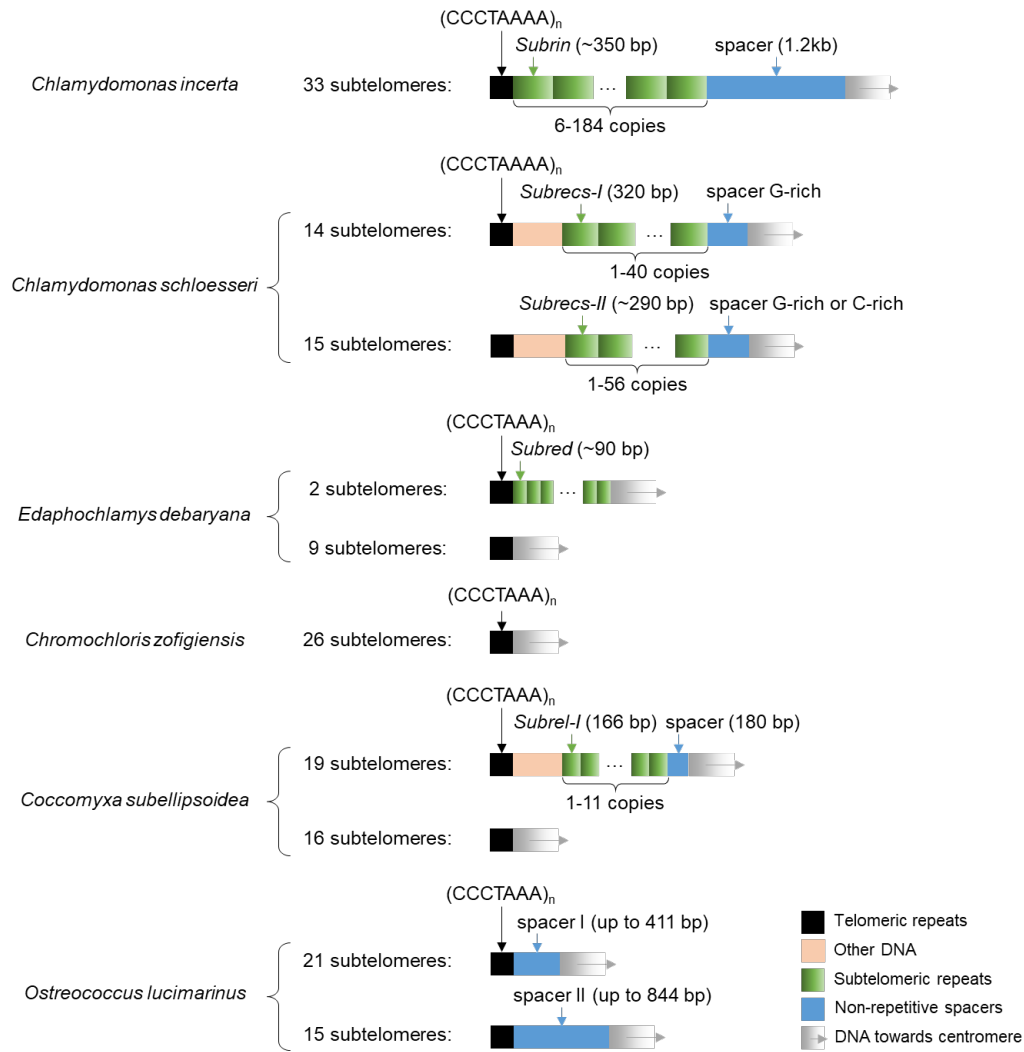 (CCCTAAAA)n
Subrin (~350 bp)
spacer (1.2kb)
Chlamydomonas incerta
33 subtelomeres:
...
6-184 copies
(CCCTAAAA)n
Subrecs-I (320 bp)
spacer G-rich
14 subtelomeres:
...
1-40 copies
Chlamydomonas schloesseri
Subrecs-II (~290 bp)
spacer G-rich or C-rich
15 subtelomeres:
...
1-56 copies
(CCCTAAA)n
Subred (~90 bp)
2 subtelomeres:
...
Edaphochlamys debaryana
9 subtelomeres:
(CCCTAAA)n
Chromochloris zofigiensis
26 subtelomeres:
(CCCTAAA)n
Subrel-I (166 bp)
spacer (180 bp)
19 subtelomeres:
...
Coccomyxa subellipsoidea
1-11 copies
16 subtelomeres:
(CCCTAAA)n
spacer I (up to 411 bp)
21 subtelomeres:
Ostreococcus lucimarinus
spacer II (up to 844 bp)
15 subtelomeres:
Telomeric repeats
Other DNA
Subtelomeric repeats
Non-repetitive spacers
DNA towards centromere